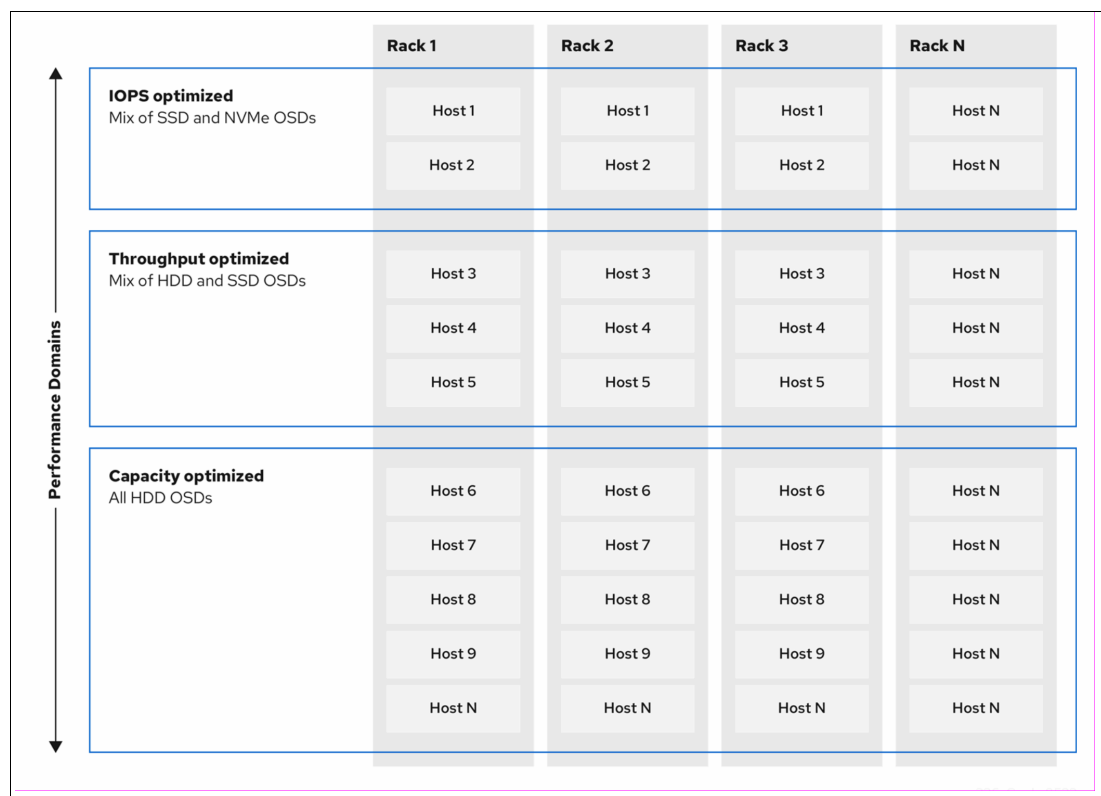 Rack 1 Rack 2 Rack 3 Rack N
Performance Domains
IOPS optimized
Mix of SSD and NVMe OSDs
Host 1 Host 1 Host 1 Host N
Host 2 Host 2 Host 2 Host N
Throughput optimized
Mix of HDD and SSD OSDs
Host 3 Host 3 Host 3 Host N
Host 4 Host 4 Host 4 Host N
Host 5 Host 5 Host 5 Host N
Capacity optimized
All HDD OSDs
Host 6 Host 6 Host 6 Host N
Host 7 Host 7 Host 7 Host N
Host 8 Host 8 Host 8 Host N
Host 9 Host 9 Host 9 Host N
Host N Host N Host N Host N